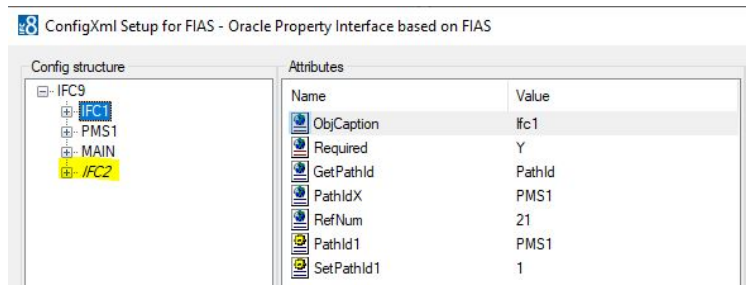 8 ConfigXml Setup for FIAS - Oracle Property Interface based on FIAS
Config structure
IFC9
IFC1
PMS1
MAIN
IFC2
Attributes
Name Value
ObjCaption Ifc1
Required Y
GetPathId PathId
PathIdX PMS1
RefNum 21
PathId1 PMS1
SetPathId1 1